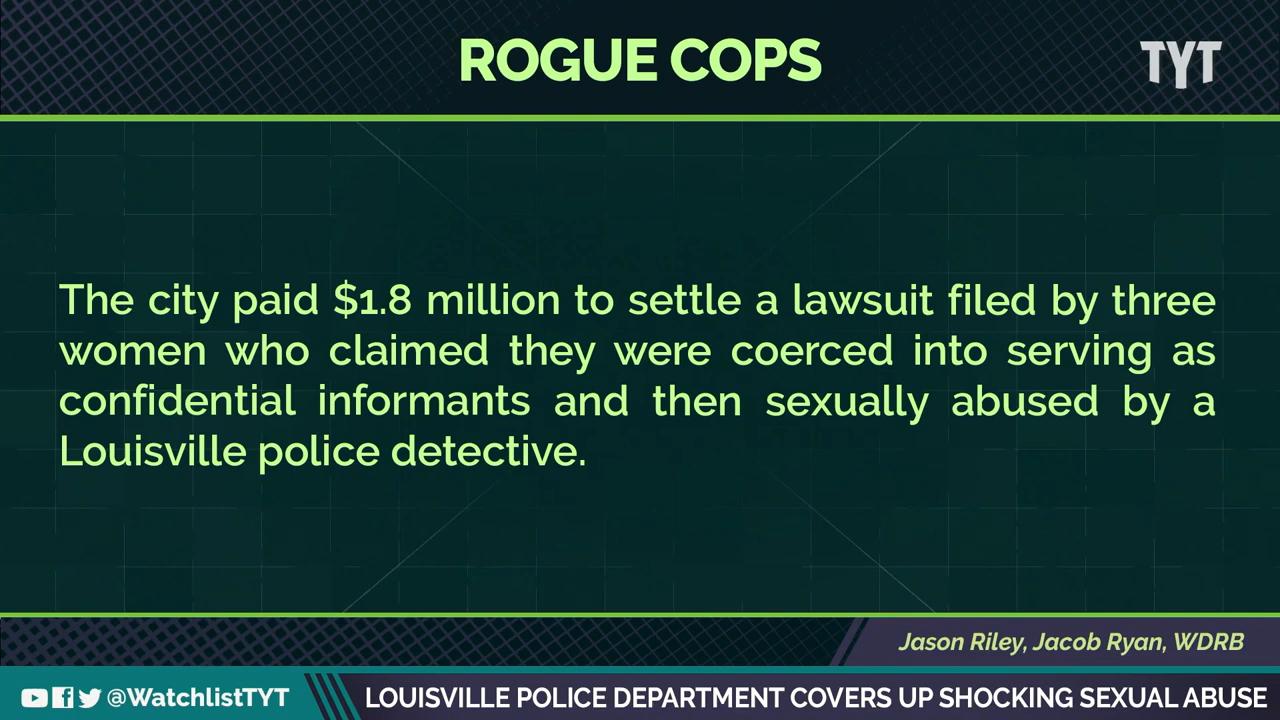 ROGUE COPS
TYT
The city paid $1.8 million to settle a lawsuit filed by three
women who claimed they were coerced into serving as
confidential informants and then sexually abused by a
Louisville police detective.
Jason Riley, Jacob Ryan, WDRB
@WatchlistTYT
LOUISVILLE POLICE DEPARTMENT COVERS UP SHOCKING SEXUAL ABUSE